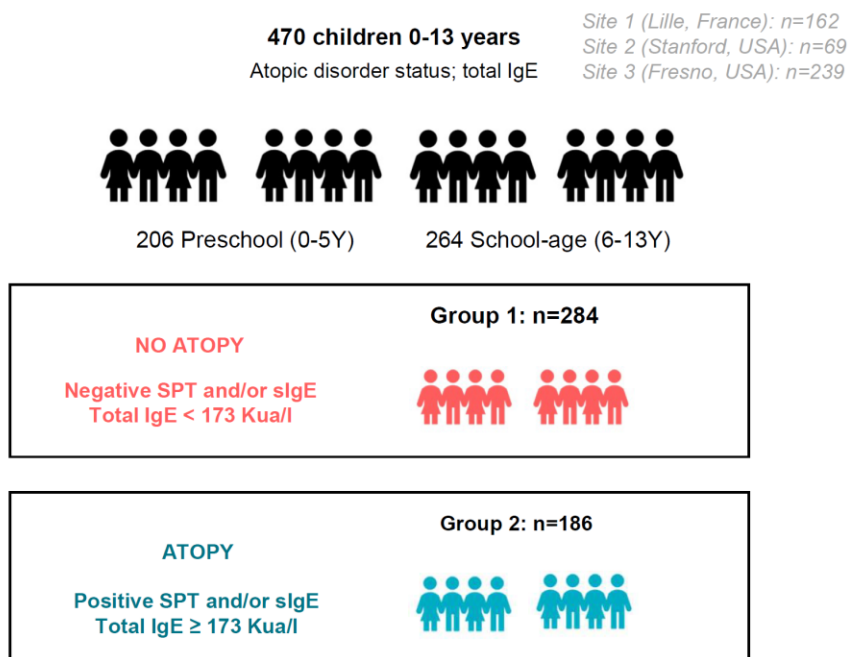 470 children 0-13 years
Atopic disorder status; total IgE
Site 1 (Lille, France): n=162
Site 2 (Stanford, USA): n=69
Site 3 (Fresno, USA): n=239
206 Preschool (0-5Y)
264 School-age (6-13Y)
Group 1: n=284
NO ATOPY
Negative SPT and/or sIgE
Total IgE < 173 Kua/l
Group 2: n=186
ATOPY
Positive SPT and/or sIgE
Total IgE ≥ 173 Kua/l